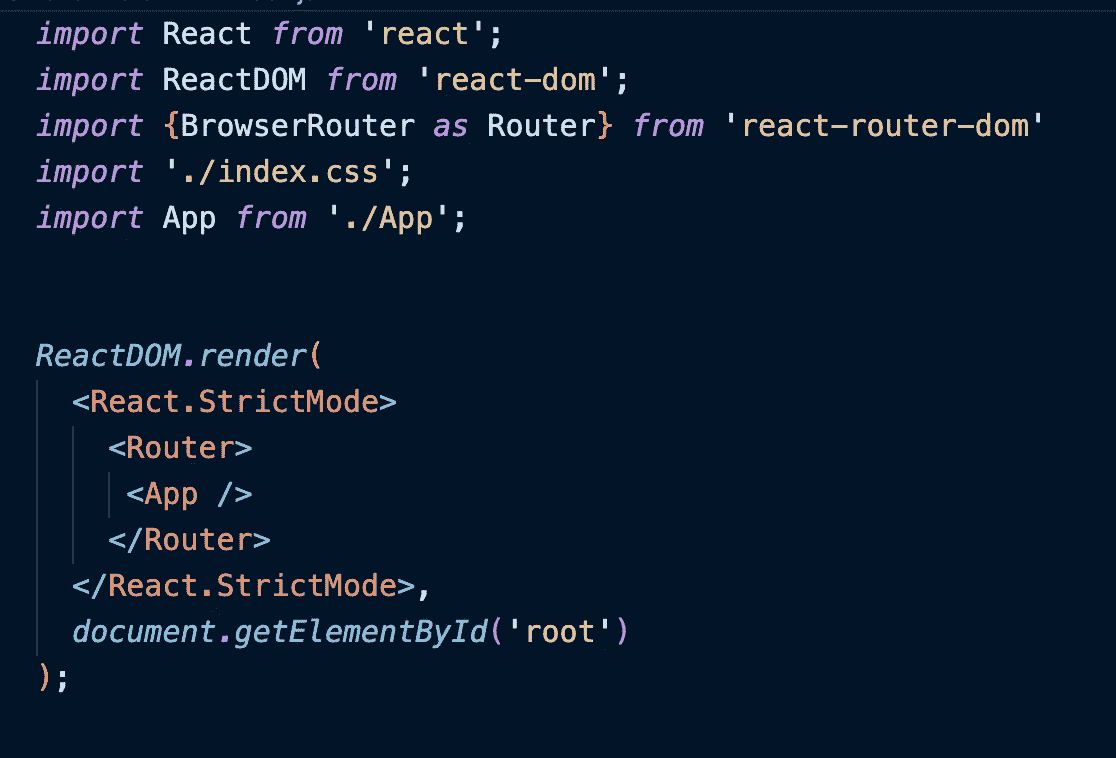 import React from 'react';
import ReactDOM from 'react-dom';
import {BrowserRouter as Router} from 'react-router-dom'
import './index.css';
import App from './App';
ReactDOM.render(
<React.StrictMode>
<Router>
<App />
</Router>
</React.StrictMode>,
document.getElementById('root')
);